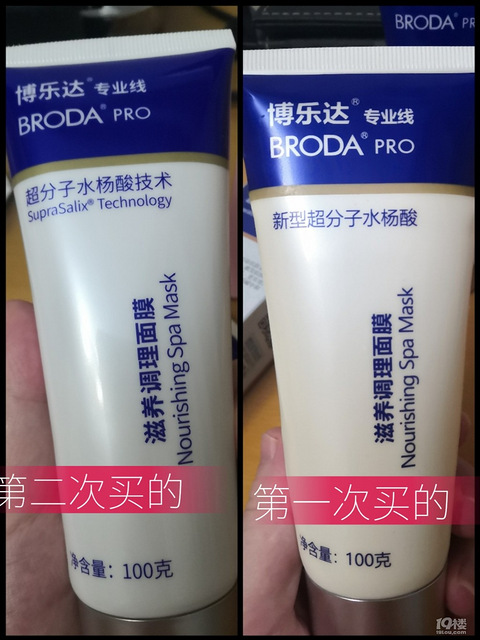 博乐达® 专业线
BRODA® PRO
超分子水杨酸技术
SupraSalix® Technology
滋养调理面膜
Nourishing Spa Mask
第二次买的
净含量：100克
BRODA PRO
博乐达® 专业线
BRODA® PRO
新型超分子水杨酸
滋养调理面膜
Nourishing Spa Mask
第一次买的
净含量：100克
19楼
19lou.com